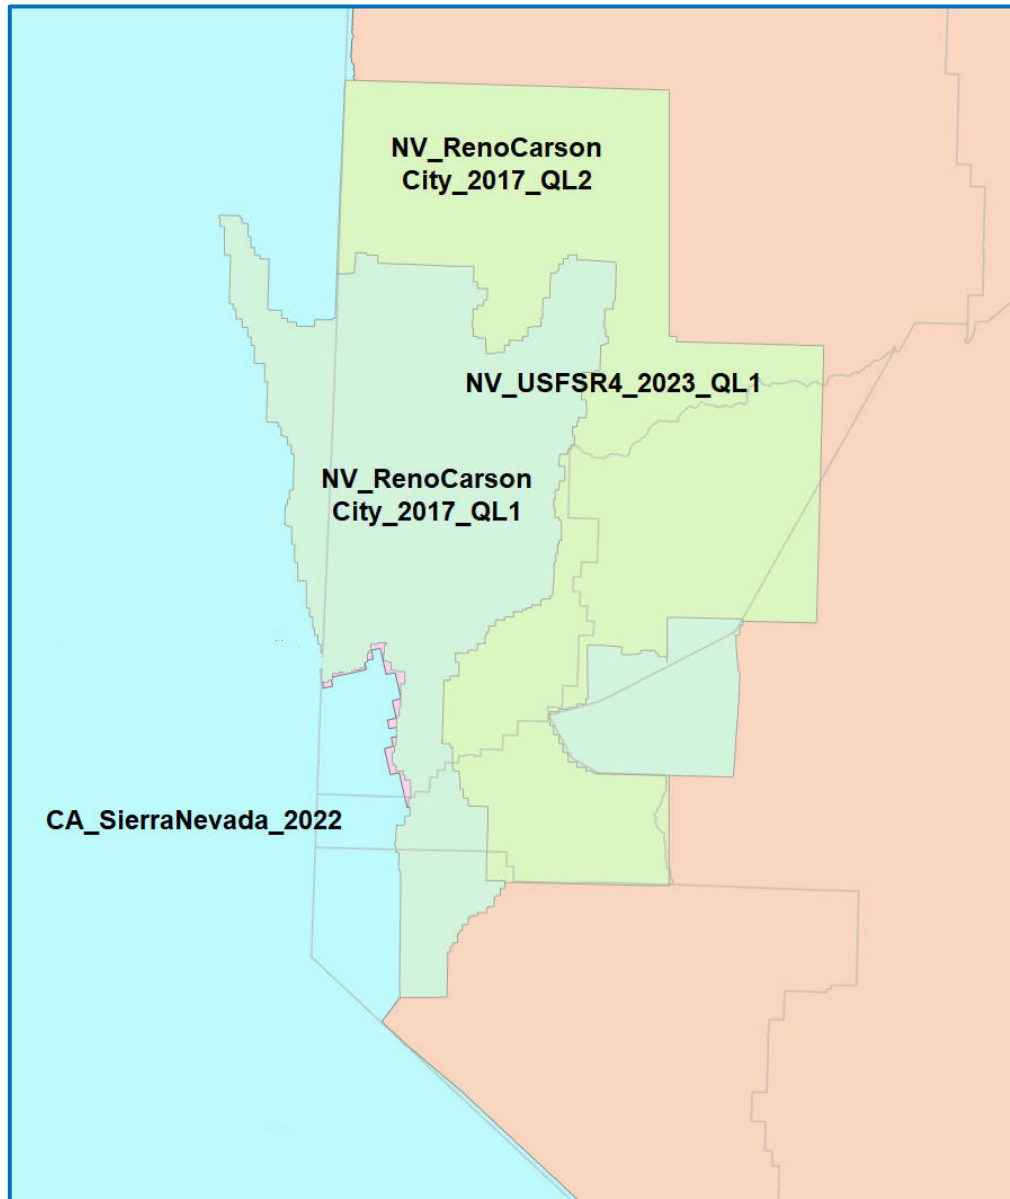 NV_RenoCarson
City_2017_QL2
NV_USFSR4_2023_QL1
NV_RenoCarson
City_2017_QL1
CA_SierraNevada_2022